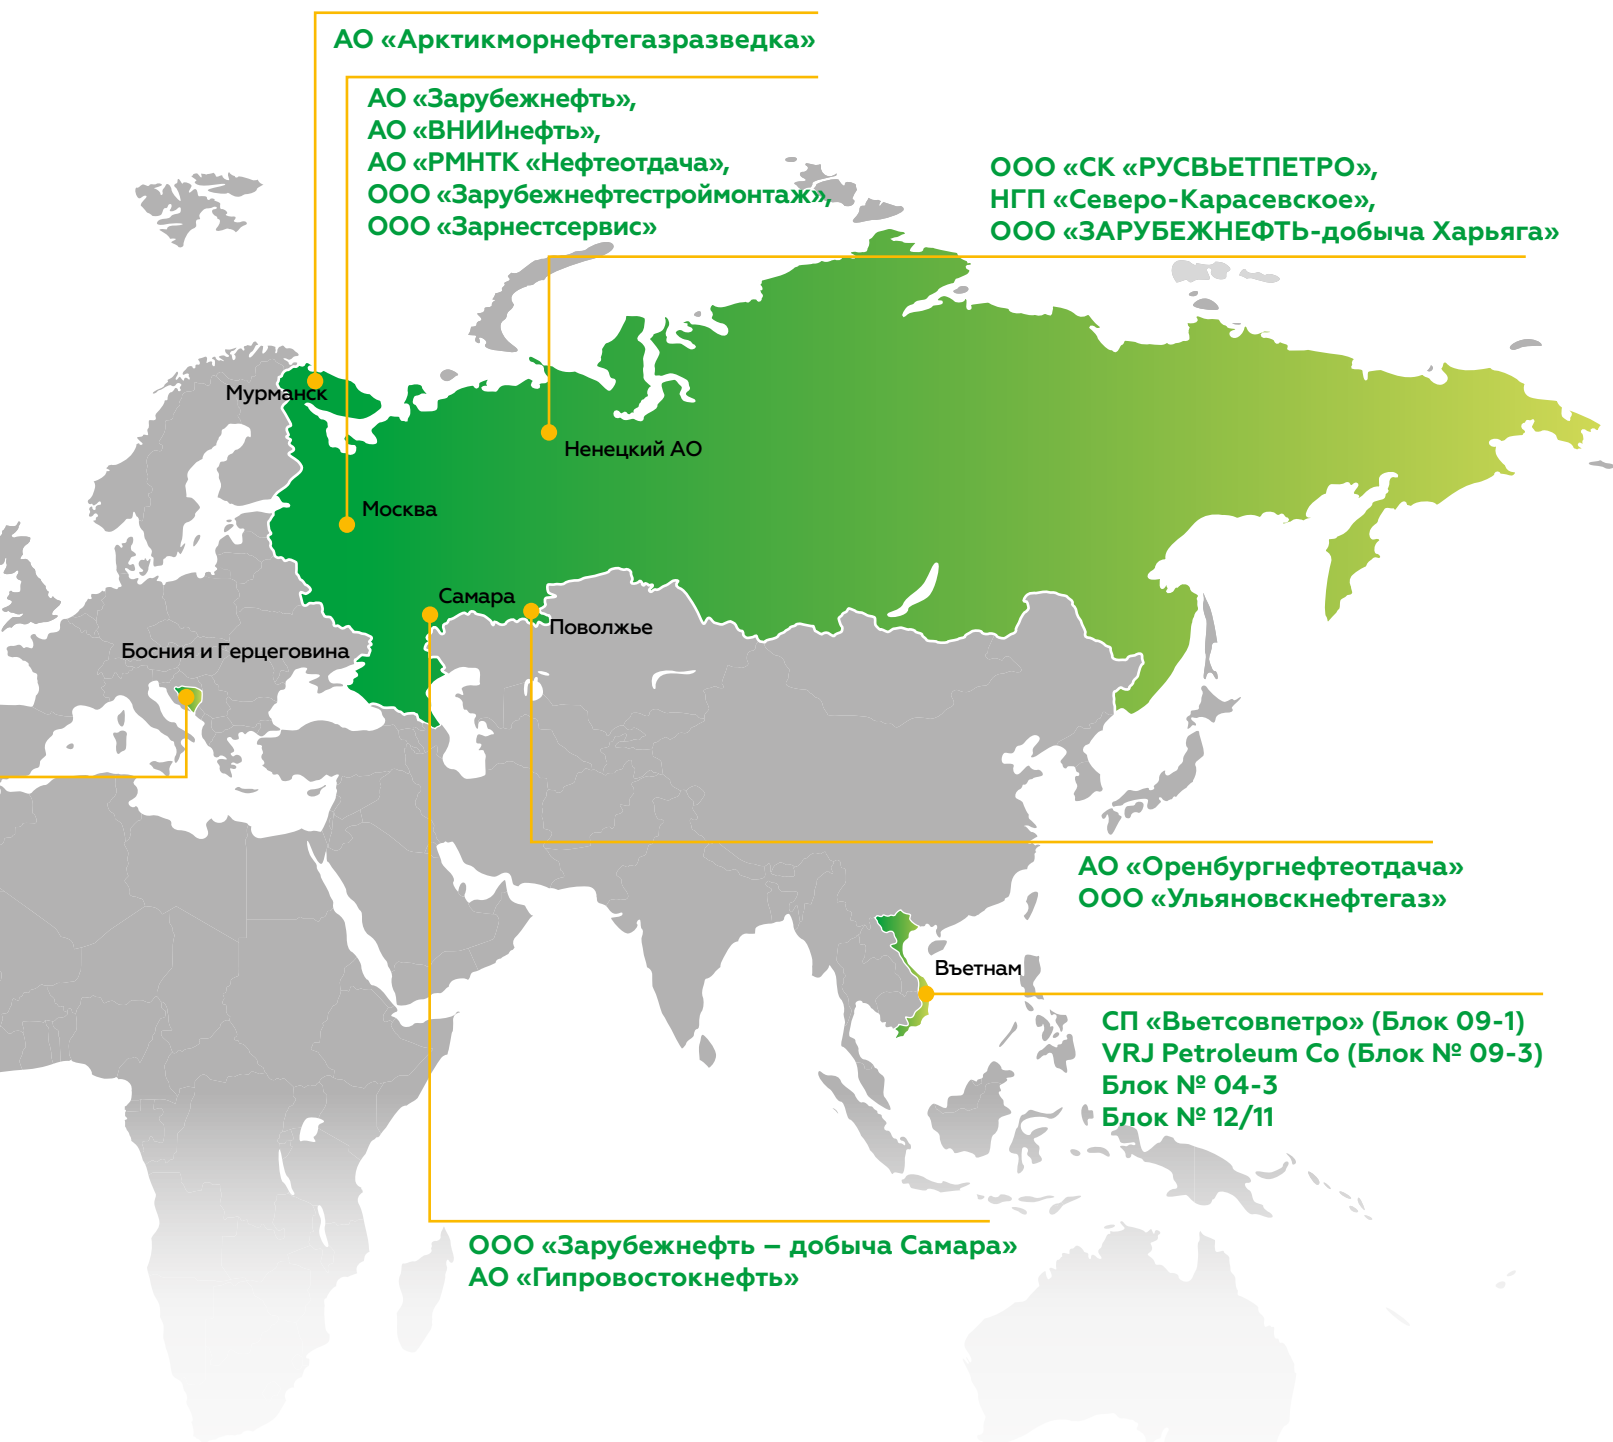 АО «Арктикморнефтегазразведка»
АО «Зарубежнефть»,
АО «ВНИИнефть»,
АО «РМНТК «Нефтеотдача»,
ООО «Зарубежнефтестроймонтаж»,
ООО «Зарнестсервис»
ООО «СК «РУСВЬЕТПЕТРО»,
НГП «Северо-Карасевское»,
ООО «ЗАРУБЕЖНЕФТЬ-добыча Харьяга»
Мурманск
Ненецкий АО
Москва
Самара
Поволжье
Босния и Герцеговина
АО «Оренбургнефтеотдача»
ООО «Ульяновскнефтегаз»
Въетнам
СП «Вьетсовпетро» (Блок 09-1)
VRJ Petroleum Co (Блок № 09-3)
Блок № 04-3
Блок № 12/11
ООО «Зарубежнефть – добыча Самара»
АО «Гипровостокнефть»